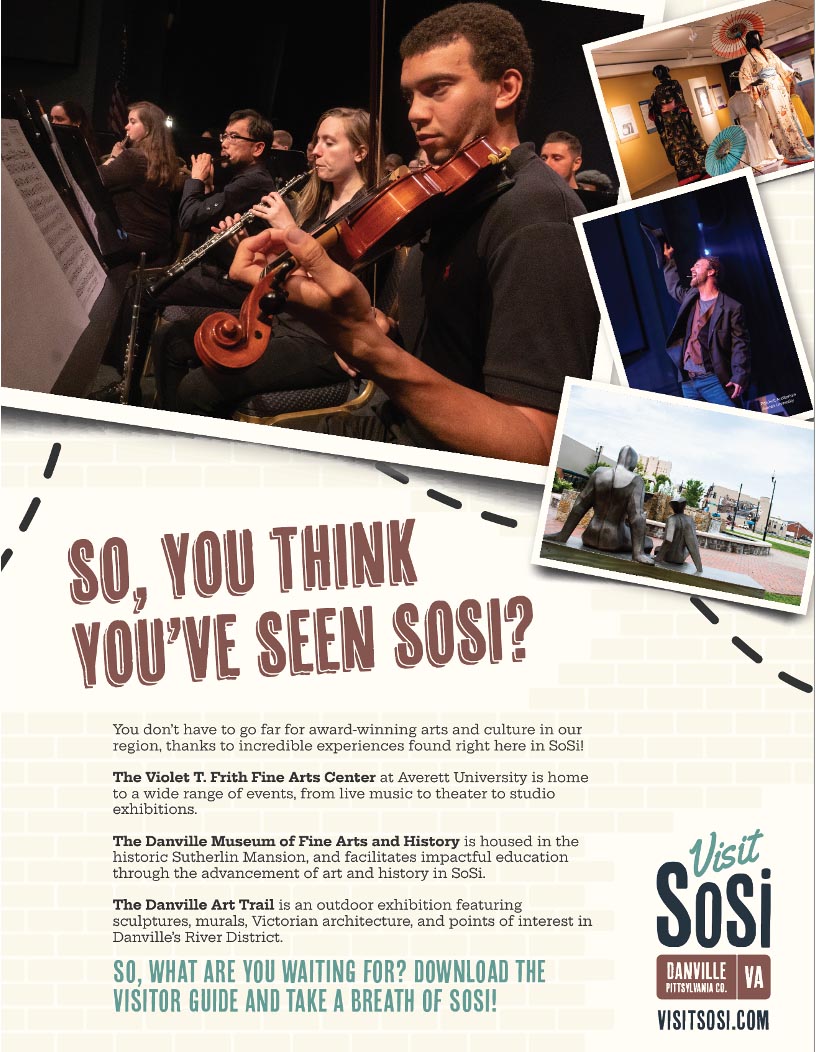 SO, YOU THINK
YOU'VE SEEN SOSI?
You don't have to go far for award-winning arts and culture in our
region, thanks to incredible experiences found right here in SoSi!
The Violet T. Frith Fine Arts Center at Averett University is home
to a wide range of events, from live music to theater to studio
exhibitions.
The Danville Museum of Fine Arts and History is housed in the
historic Sutherlin Mansion, and facilitates impactful education
through the advancement of art and history in SoSi.
The Danville Art Trail is an outdoor exhibition featuring
sculptures, murals, Victorian architecture, and points of interest in
Danville's River District.
SO, WHAT ARE YOU WAITING FOR? DOWNLOAD THE
VISITOR GUIDE AND TAKE A BREATH OF SOSI!
Visit
SoSi
DANVILLE
PITTSYLVANIA CO.
VA
VISITSOSI.COM